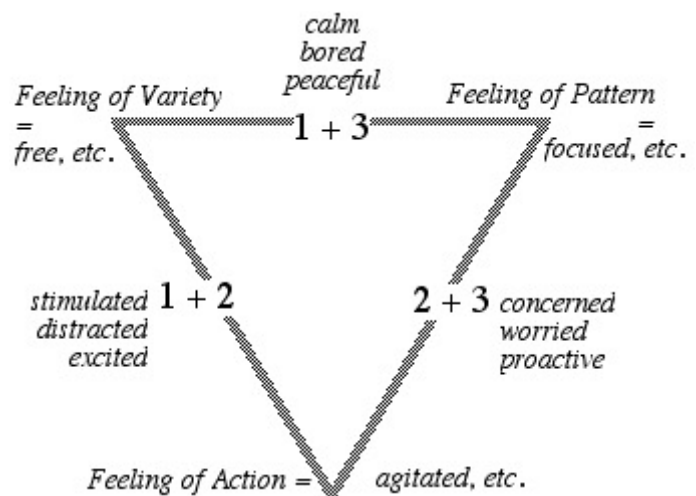 calm
bored
peaceful
Feeling of Variety
=
free, etc.
1 + 3
Feeling of Pattern
=
focused, etc.
stimulated
distracted
excited
1 + 2
2 + 3
concerned
worried
proactive
Feeling of Action =
agitated, etc.